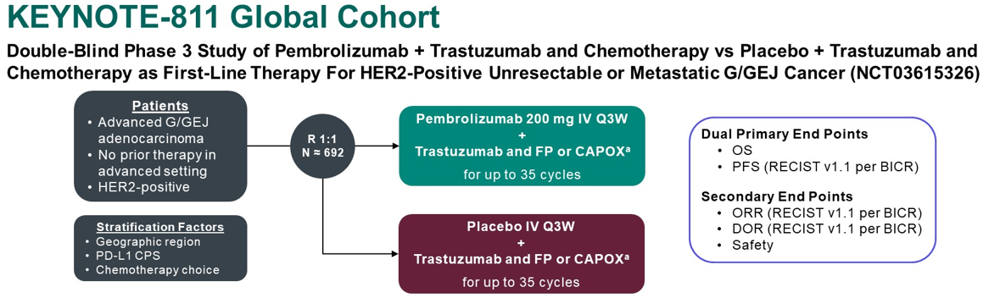 KEYNOTE-811 Global Cohort
Double-Blind Phase 3 Study of Pembrolizumab + Trastuzumab and Chemotherapy vs Placebo + Trastuzumab and
Chemotherapy as First-Line Therapy For HER2-Positive Unresectable or Metastatic G/GEJ Cancer (NCT03615326)
Patients
• Advanced G/GEJ
adenocarcinoma
• No prior therapy in
advanced setting
• HER2-positive
Stratification Factors
• Geographic region
• PD-L1 CPS
• Chemotherapy choice
R 1:1
N ≈ 692
Pembrolizumab 200 mg IV Q3W
+
Trastuzumab and FP or CAPOXᵃ
for up to 35 cycles
Placebo IV Q3W
+
Trastuzumab and FP or CAPOXᵃ
for up to 35 cycles
Dual Primary End Points
• OS
• PFS (RECIST v1.1 per BICR)
Secondary End Points
• ORR (RECIST v1.1 per BICR)
• DOR (RECIST v1.1 per BICR)
• Safety